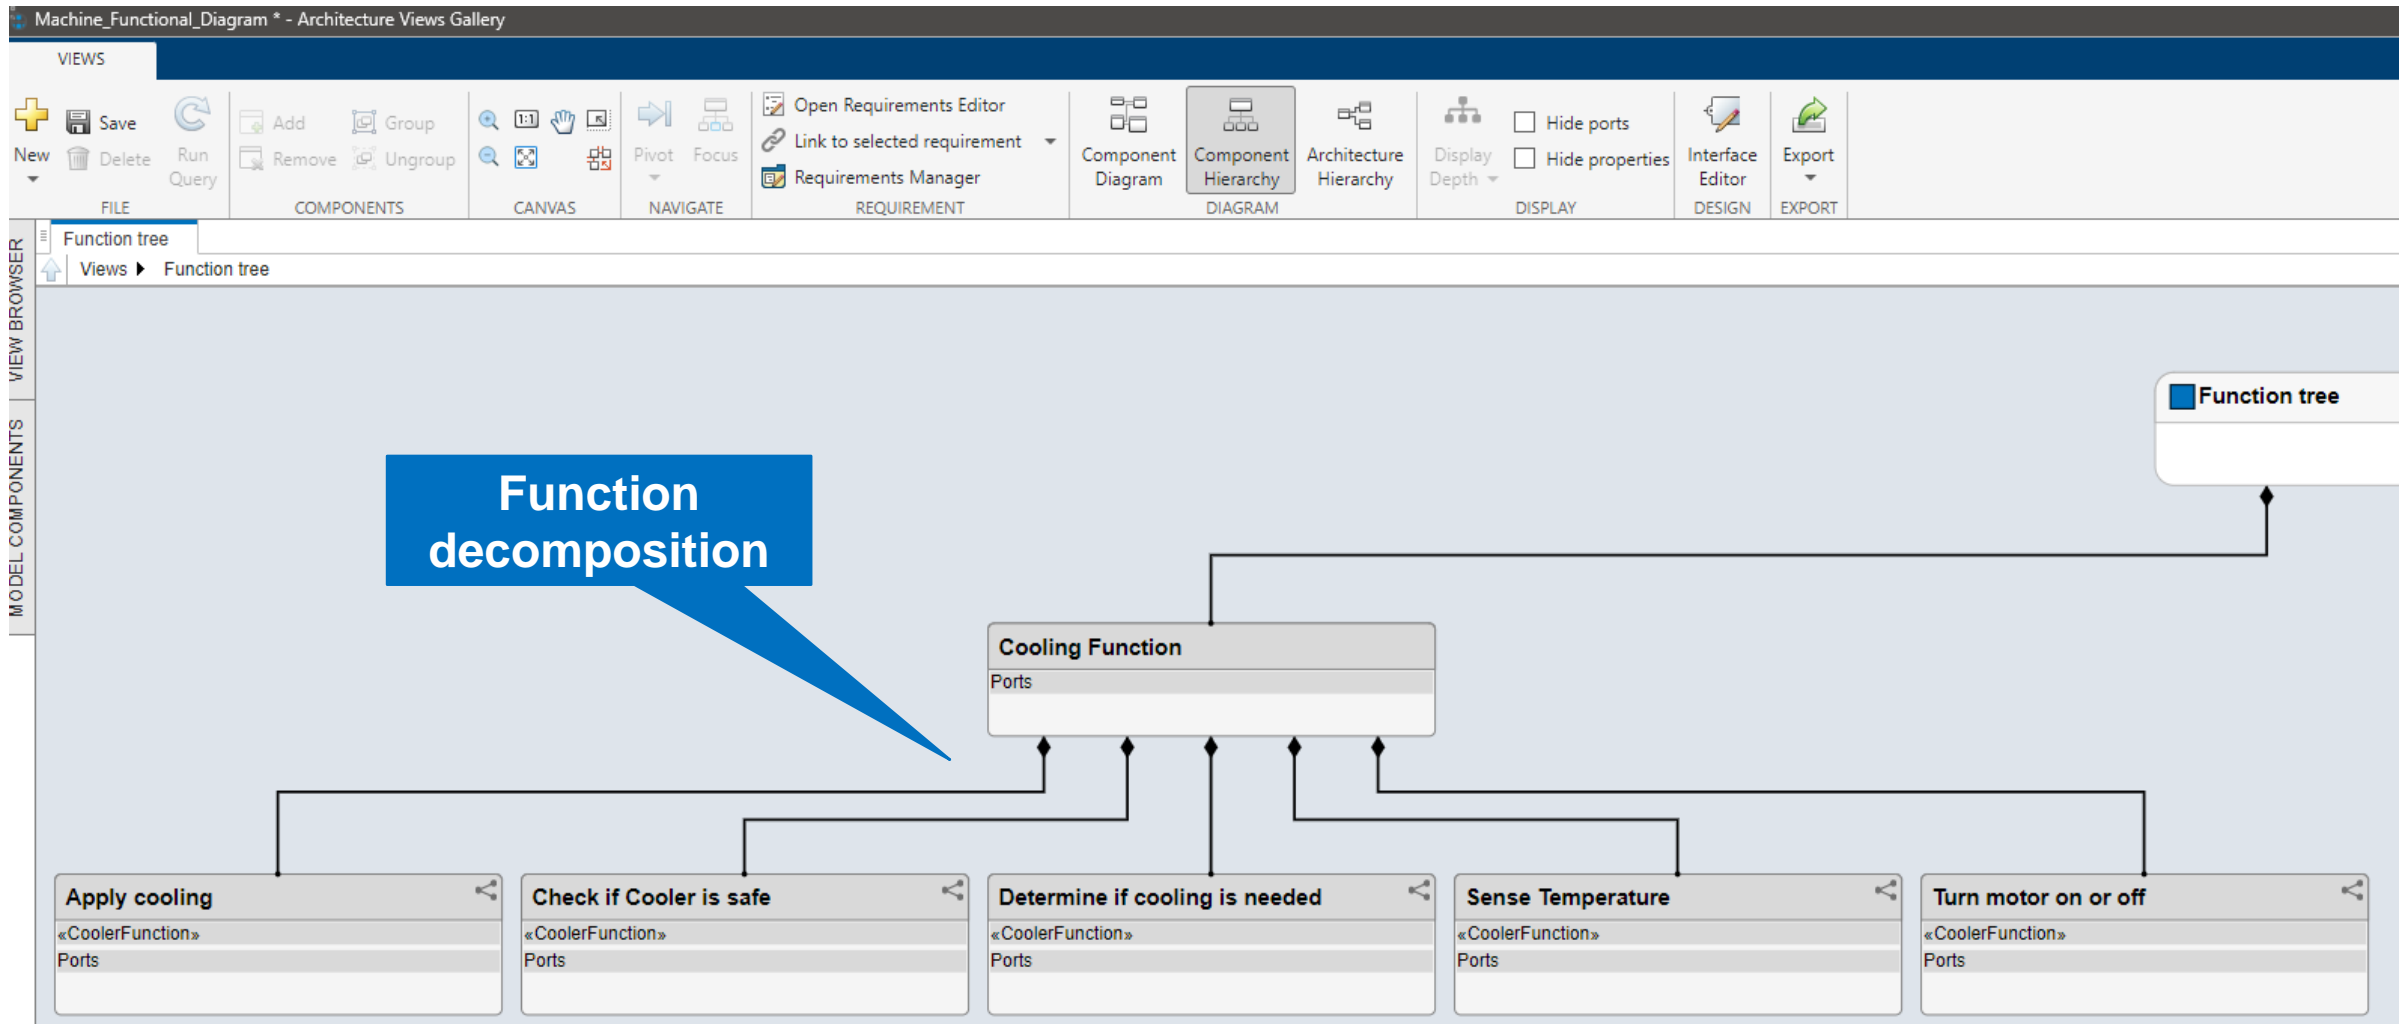 Machine_Functional_Diagram * - Architecture Views Gallery
VIEWS
New
Save
Delete
Run
Query
FILE
Add
Remove
Group
Ungroup
COMPONENTS
1:1
CANVAS
Pivot
Focus
NAVIGATE
Open Requirements Editor
Link to selected requirement
Requirements Manager
REQUIREMENT
Component
Diagram
Component
Hierarchy
Architecture
Hierarchy
DIAGRAM
Display
Depth
Hide ports
Hide properties
DISPLAY
Interface
Editor
DESIGN
Export
EXPORT
VIEW BROWSER
MODEL COMPONENTS
Function tree
Views
Function tree
Function tree
Function
decomposition
Cooling Function
Ports
Apply cooling
«CoolerFunction»
Ports
Check if Cooler is safe
«CoolerFunction»
Ports
Determine if cooling is needed
«CoolerFunction»
Ports
Sense Temperature
«CoolerFunction»
Ports
Turn motor on or off
«CoolerFunction»
Ports